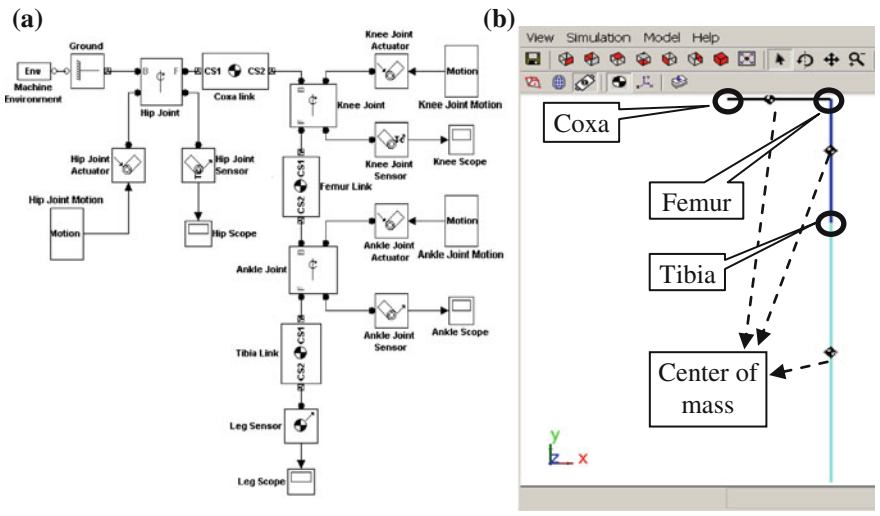 (a)
Env
Machine
Environment
Ground
B
F
Hip Joint
CS1
CS2
Coxa link
Knee Joint
Actuator
Motion
Knee Joint Motion
B
F
Knee Joint
Knee Joint
Sensor
Knee Scope
Hip Joint
Actuator
Hip Joint
Sensor
Hip Joint Motion
Motion
Hip Scope
CS1
CS2
Femur Link
Ankle Joint
Actuator
Motion
Ankle Joint Motion
B
F
Ankle Joint
Ankle Joint
Sensor
Ankle Scope
CS1
CS2
Tibia Link
Leg Sensor
Leg Scope
(b)
View Simulation Model Help
Coxa
Femur
Tibia
Center of
mass
y
z
x